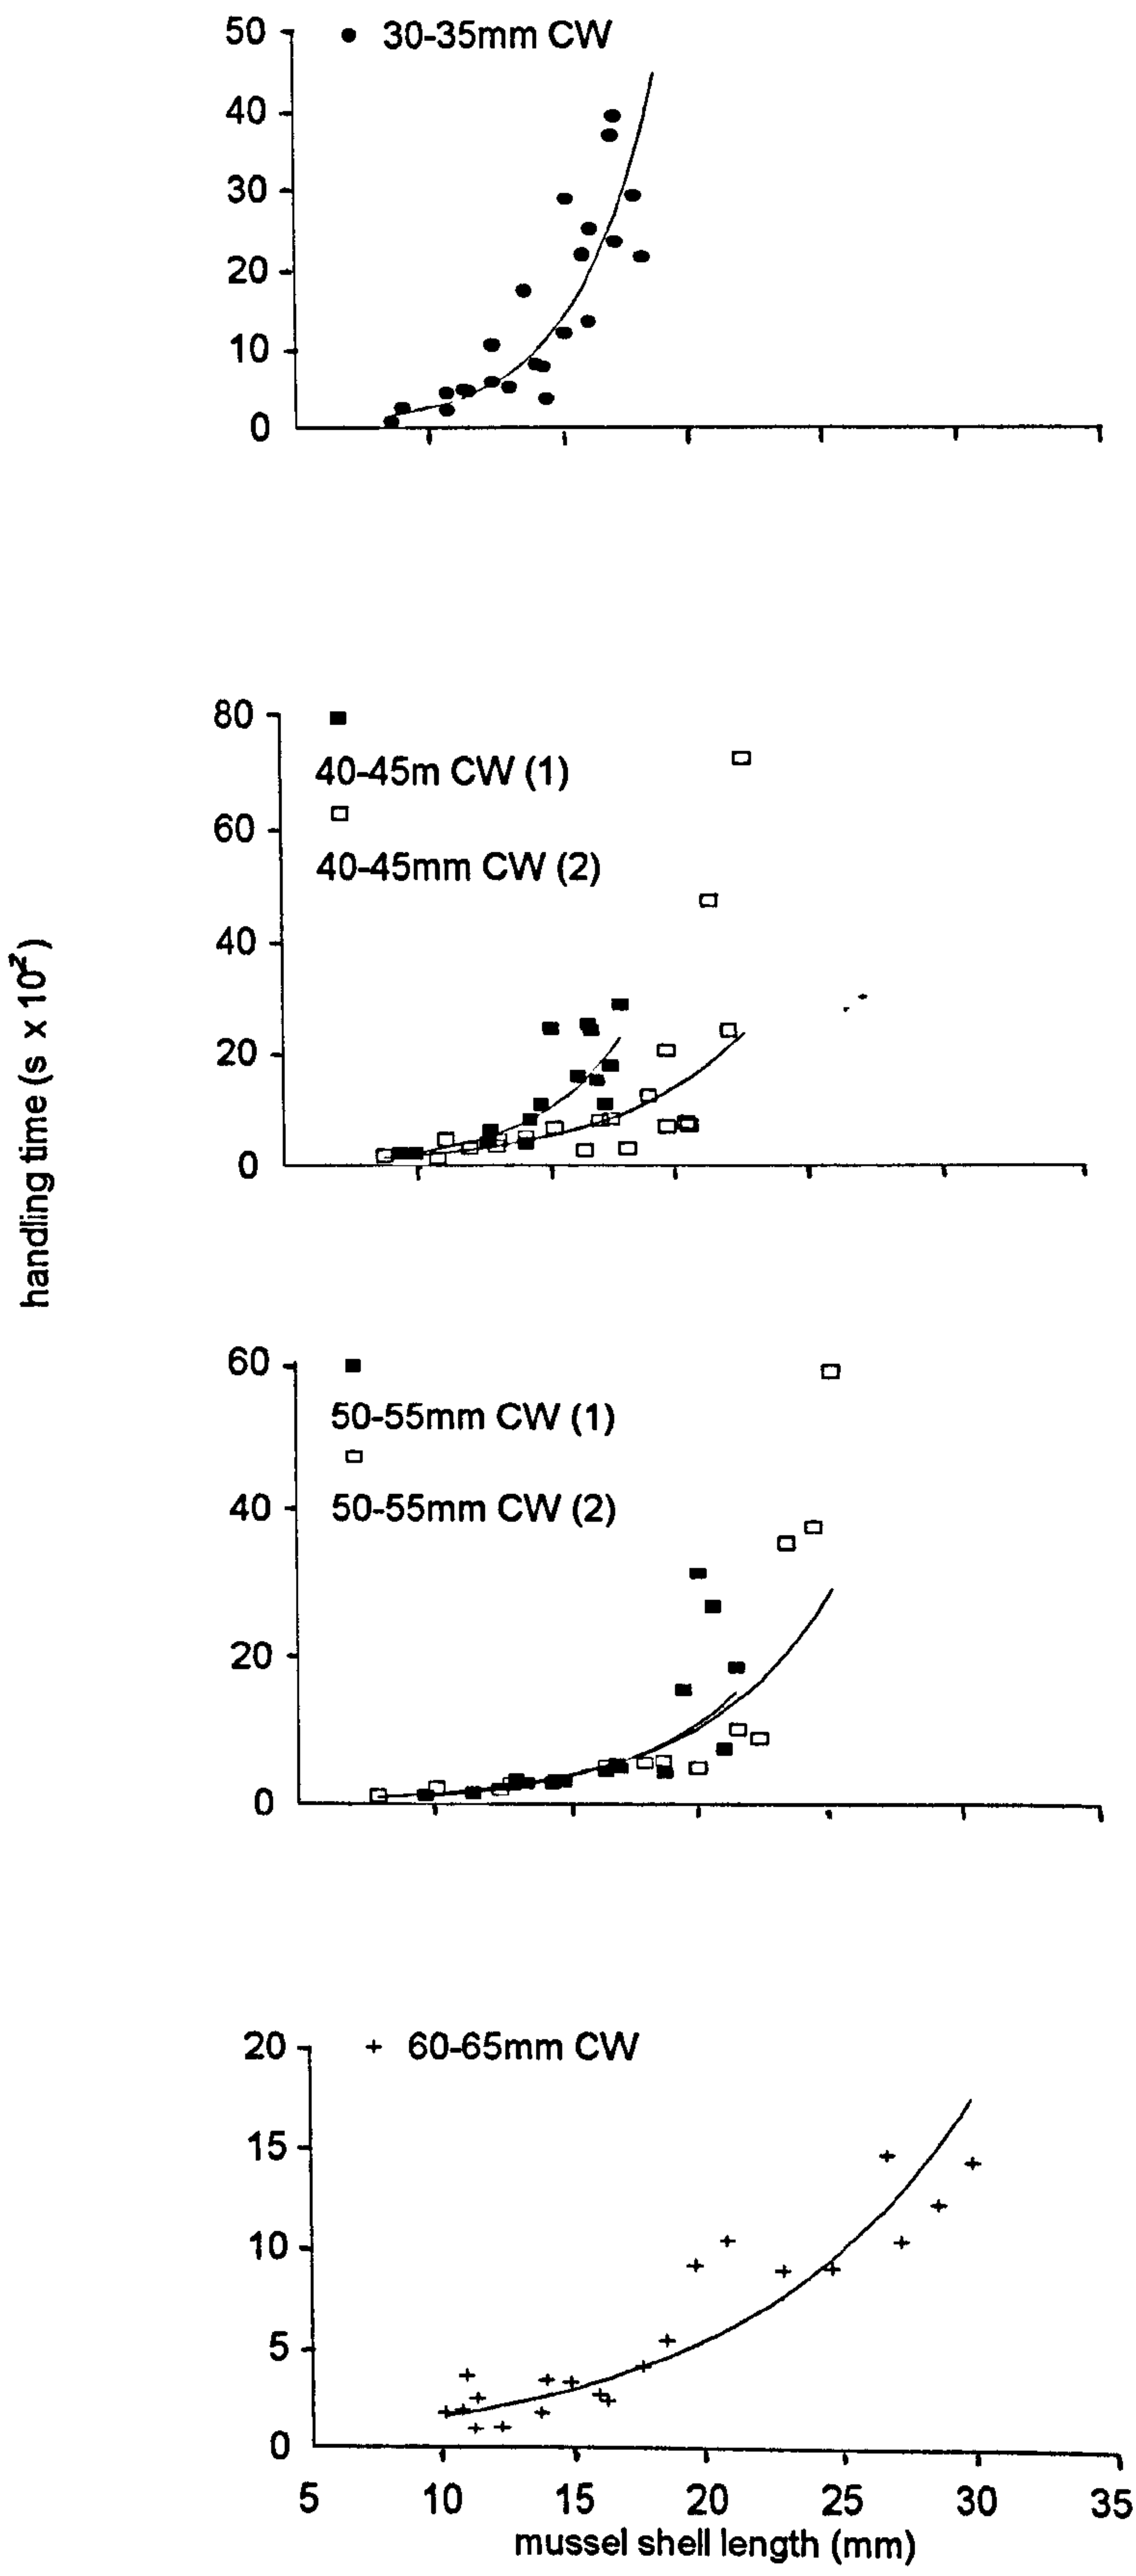 50
● 30-35mm CW
40
30
20
10
0
80
40-45m CW (1)
60
40-45mm CW (2)
40
20
0
handling time (s x 10²)
60
50-55mm CW (1)
40
50-55mm CW (2)
20
0
20
+ 60-65mm CW
15
10
5
0
5 10 15 20 25 30 35
mussel shell length (mm)